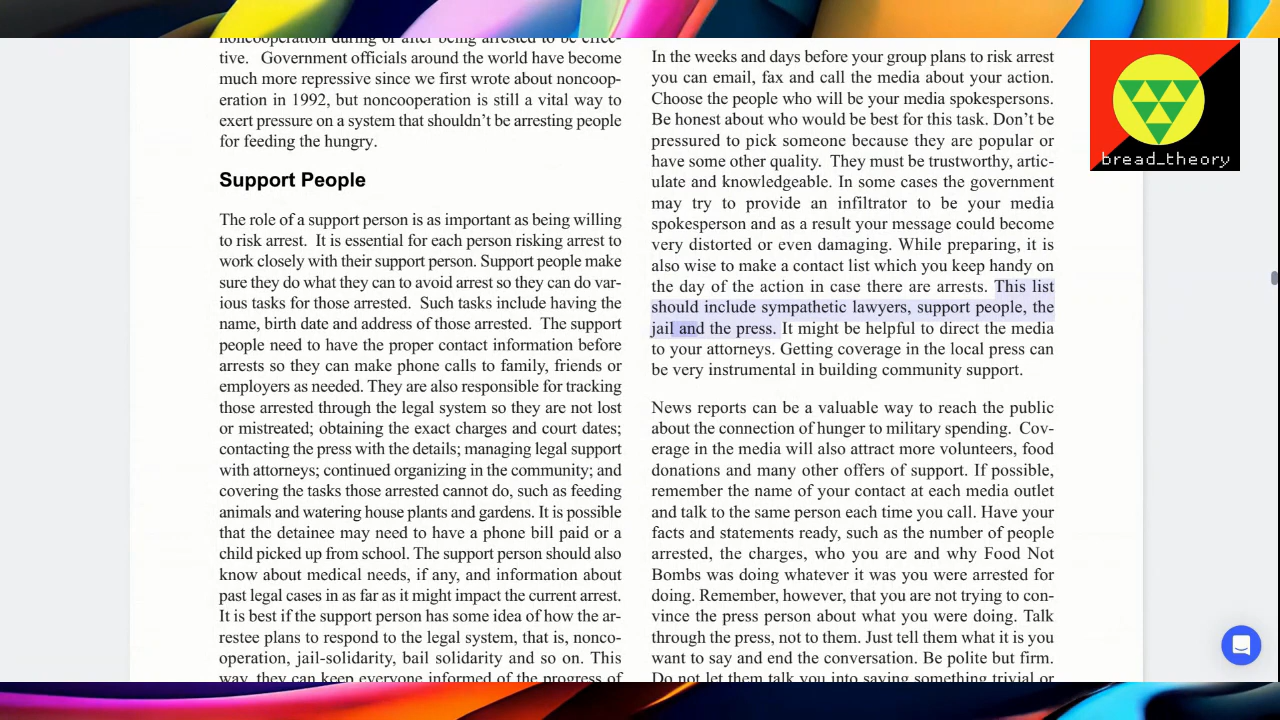 noncooperation during or after being arrested to be effec-
tive. Government officials around the world have become
much more repressive since we first wrote about noncoop-
eration in 1992, but noncooperation is still a vital way to
exert pressure on a system that shouldn't be arresting people
for feeding the hungry.
Support People
The role of a support person is as important as being willing
to risk arrest. It is essential for each person risking arrest to
work closely with their support person. Support people make
sure they do what they can to avoid arrest so they can do var-
ious tasks for those arrested. Such tasks include having the
name, birth date and address of those arrested. The support
people need to have the proper contact information before
arrests so they can make phone calls to family, friends or
employers as needed. They are also responsible for tracking
those arrested through the legal system so they are not lost
or mistreated; obtaining the exact charges and court dates;
contacting the press with the details; managing legal support
with attorneys; continued organizing in the community; and
covering the tasks those arrested cannot do, such as feeding
animals and watering house plants and gardens. It is possible
that the detainee may need to have a phone bill paid or a
child picked up from school. The support person should also
know about medical needs, if any, and information about
past legal cases in as far as it might impact the current arrest.
It is best if the support person has some idea of how the ar-
restee plans to respond to the legal system, that is, nonco-
operation, jail-solidarity, bail solidarity and so on. This
way, they can keep everyone informed of the progress of
In the weeks and days before your group plans to risk arrest
you can email, fax and call the media about your action.
Choose the people who will be your media spokespersons.
Be honest about who would be best for this task. Don't be
pressured to pick someone because they are popular or
have some other quality. They must be trustworthy, artic-
ulate and knowledgeable. In some cases the government
may try to provide an infiltrator to be your media
spokesperson and as a result your message could become
very distorted or even damaging. While preparing, it is
also wise to make a contact list which you keep handy on
the day of the action in case there are arrests. This list
should include sympathetic lawyers, support people, the
jail and the press. It might be helpful to direct the media
to your attorneys. Getting coverage in the local press can
be very instrumental in building community support.
News reports can be a valuable way to reach the public
about the connection of hunger to military spending. Cov-
erage in the media will also attract more volunteers, food
donations and many other offers of support. If possible,
remember the name of your contact at each media outlet
and talk to the same person each time you call. Have your
facts and statements ready, such as the number of people
arrested, the charges, who you are and why Food Not
Bombs was doing whatever it was you were arrested for
doing. Remember, however, that you are not trying to con-
vince the press person about what you were doing. Talk
through the press, not to them. Just tell them what it is you
want to say and end the conversation. Be polite but firm.
Do not let them talk you into saying something trivial or
bread_theory